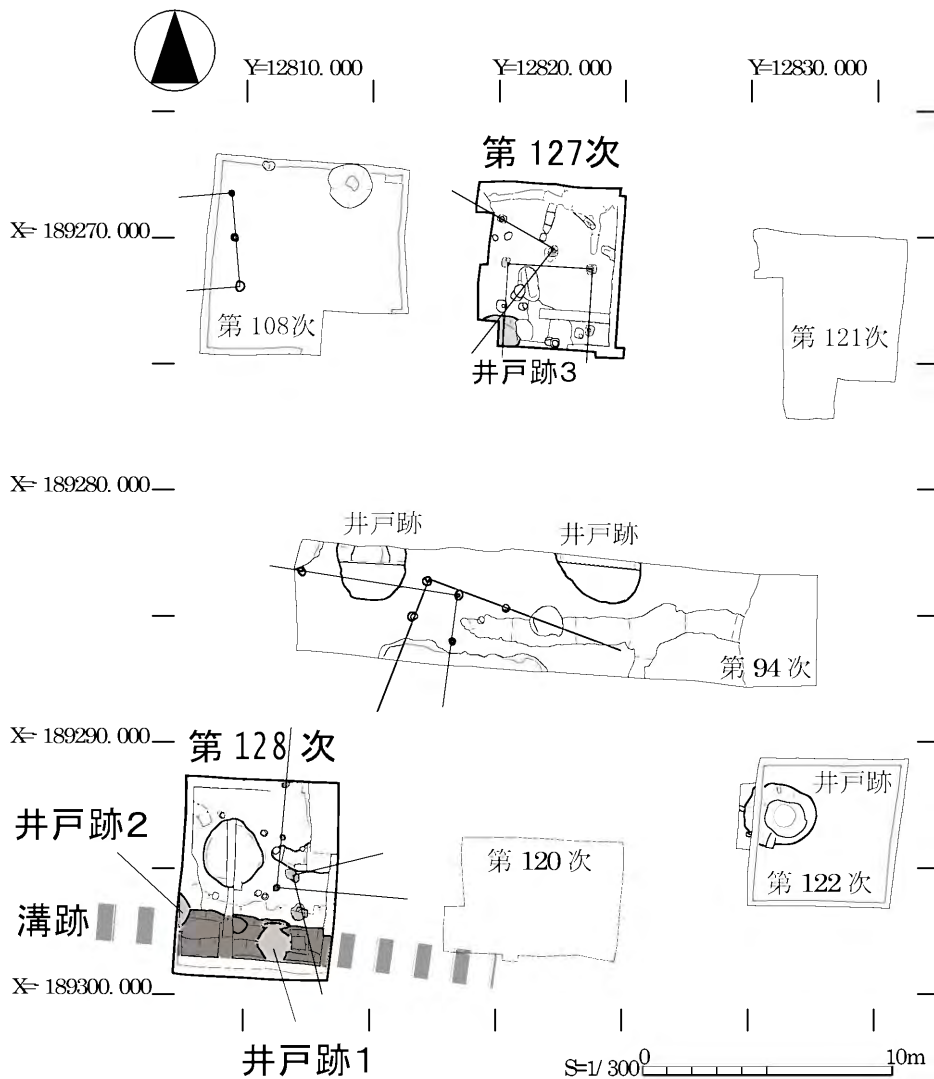 Y=12810.000
Y=12820.000
Y=12830.000
第127次
X=-189270.000
第108次
第121次
井戸跡3
X=-189280.000
井戸跡
井戸跡
第94次
X=-189290.000
第128次
井戸跡
井戸跡2
第120次
第122次
溝跡
X=-189300.000
井戸跡1
S=1/300
0
10m